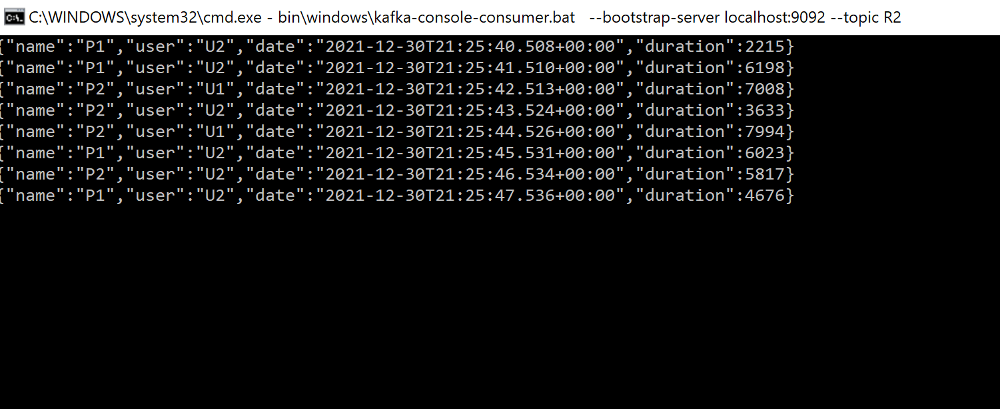 C:\WINDOWS\system32\cmd.exe - bin\windows\kafka-console-consumer.bat --bootstrap-server localhost:9092 --topic R2
{"name":"P1","user":"U2","date":"2021-12-30T21:25:40.508+00:00","duration":2215}
{"name":"P1","user":"U2","date":"2021-12-30T21:25:41.510+00:00","duration":6198}
{"name":"P2","user":"U1","date":"2021-12-30T21:25:42.513+00:00","duration":7008}
{"name":"P2","user":"U2","date":"2021-12-30T21:25:43.524+00:00","duration":3633}
{"name":"P2","user":"U1","date":"2021-12-30T21:25:44.526+00:00","duration":7994}
{"name":"P1","user":"U2","date":"2021-12-30T21:25:45.531+00:00","duration":6023}
{"name":"P2","user":"U2","date":"2021-12-30T21:25:46.534+00:00","duration":5817}
{"name":"P1","user":"U2","date":"2021-12-30T21:25:47.536+00:00","duration":4676}